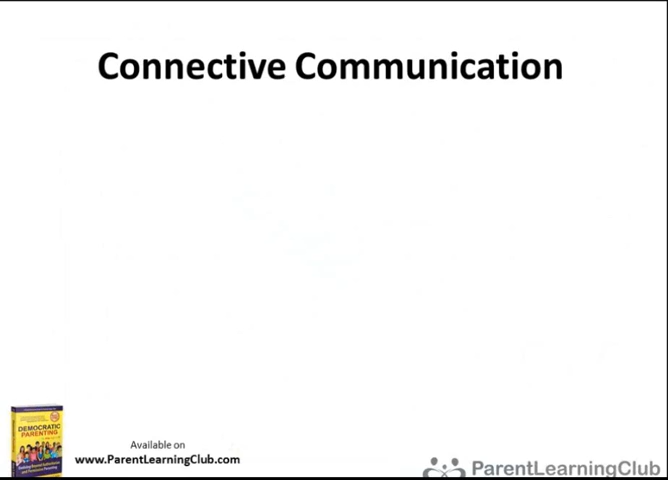 Connective Communication
DEMOCRATIC
PARENTING
Available on
www.ParentLearningClub.com
ParentLearningClub